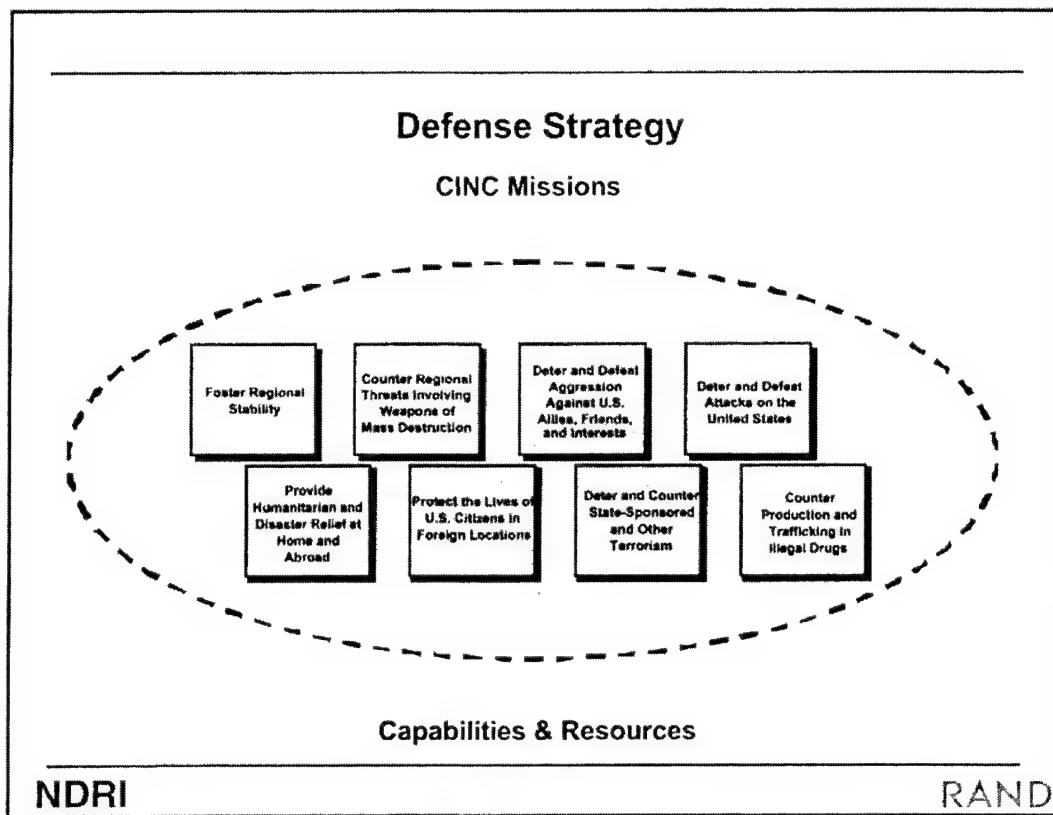 Defense Strategy
CINC Missions
Foster Regional
Stability
Counter Regional
Threats Involving
Weapons of
Mass Destruction
Deter and Defeat
Aggression
Against U.S.
Allies, Friends,
and Interests
Deter and Defeat
Attacks on the
United States
Provide
Humanitarian and
Disaster Relief at
Home and
Abroad
Protect the Lives of
U.S. Citizens in
Foreign Locations
Deter and Counter
State-Sponsored
and Other
Terrorism
Counter
Production and
Trafficking in
Illegal Drugs
Capabilities & Resources
NDRI
RAND